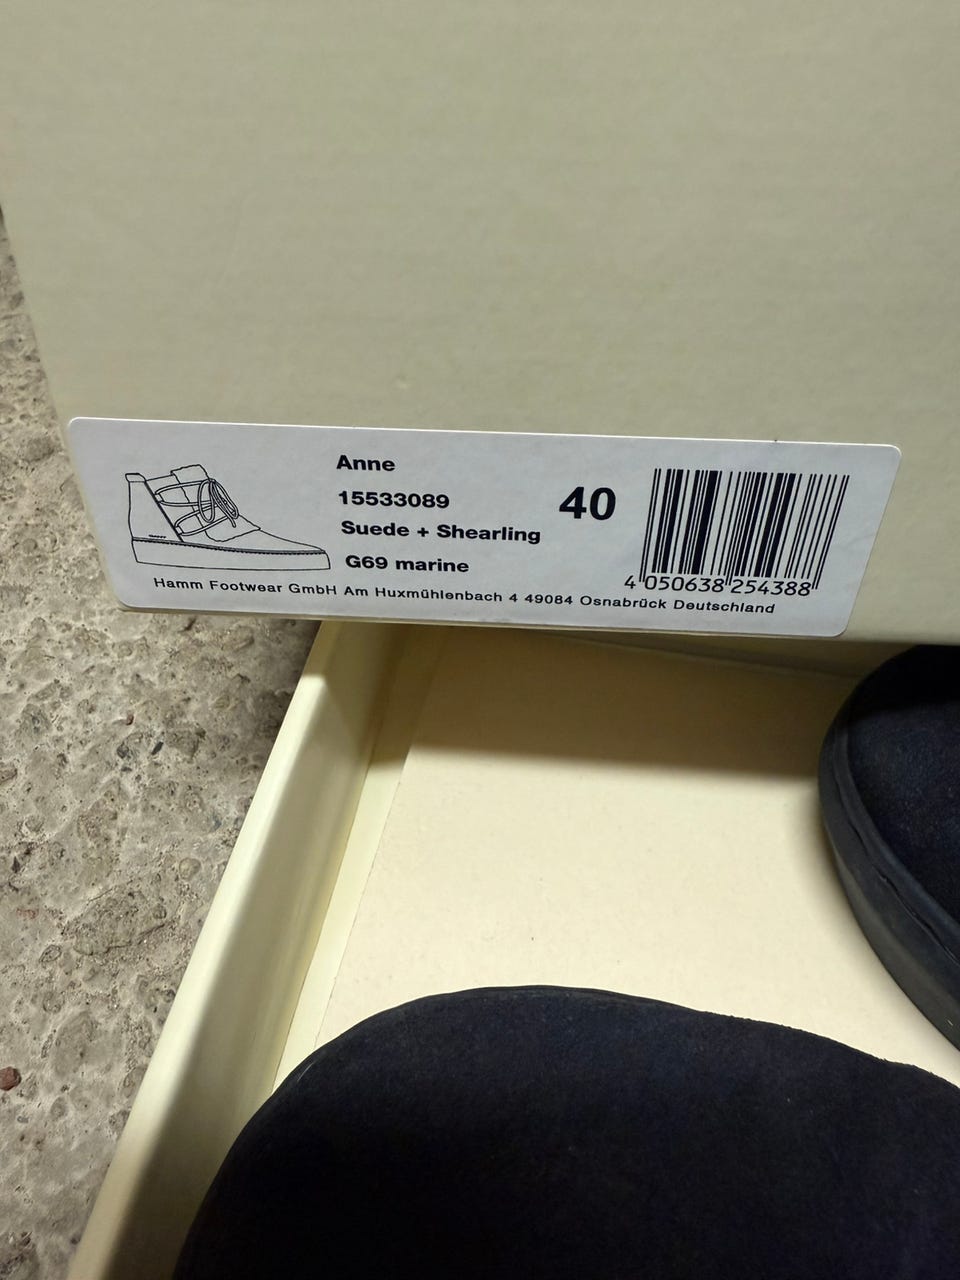 Anne
15533089
Suede + Shearling
G69 marine
40
4 050638 254388
Hamm Footwear GmbH Am Huxmühlenbach 4 49084 Osnabrück Deutschland